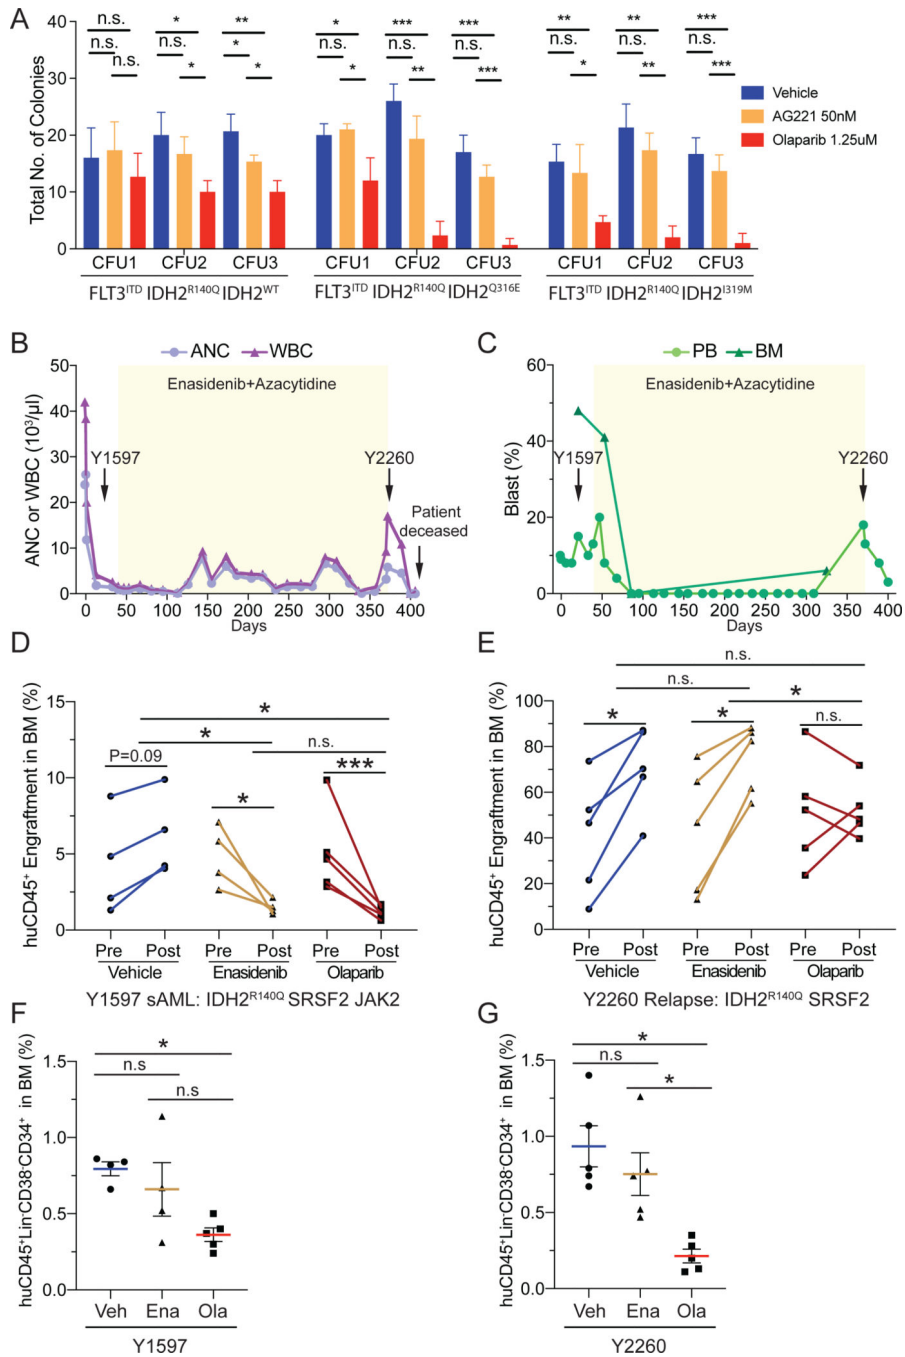 A
Total No. of Colonies
40
30
20
10
0
n.s. * ** * *** *** ** ** ***
n.s. n.s. * n.s. n.s. n.s. n.s. n.s. n.s.
n.s. * * * ** *** * ** ***
Vehicle
AG221 50nM
Olaparib 1.25uM
CFU1 CFU2 CFU3 CFU1 CFU2 CFU3 CFU1 CFU2 CFU3
FLT3ITD IDH2R140Q IDH2WT FLT3ITD IDH2R140Q IDH2Q316E FLT3ITD IDH2R140Q IDH2I319M
B
ANC WBC
Enasidenib+Azacytidine
ANC or WBC (10³/µl)
50
40
30
20
10
0
Y1597
Y2260
Patient
deceased
0 50 100 150 200 250 300 350 400
Days
C
PB BM
Enasidenib+Azacytidine
Blast (%)
60
40
20
0
Y1597
Y2260
0 50 100 150 200 250 300 350 400
Days
D
huCD45+ Engraftment in BM (%)
15
10
5
0
*
* n.s.
P=0.09 * ***
Pre Post Pre Post Pre Post
Vehicle Enasidenib Olaparib
Y1597 sAML: IDH2R140Q SRSF2 JAK2
E
huCD45+ Engraftment in BM (%)
100
80
60
40
20
0
n.s.
n.s.
*
* * n.s.
Pre Post Pre Post Pre Post
Vehicle Enasidenib Olaparib
Y2260 Relapse: IDH2R140Q SRSF2
F
huCD45+Lin-CD38-CD34+ in BM (%)
1.5
1.0
0.5
0.0
*
n.s
n.s
Veh Ena Ola
Y1597
G
huCD45+Lin-CD38-CD34+ in BM (%)
1.5
1.0
0.5
0.0
*
n.s
*
Veh Ena Ola
Y2260